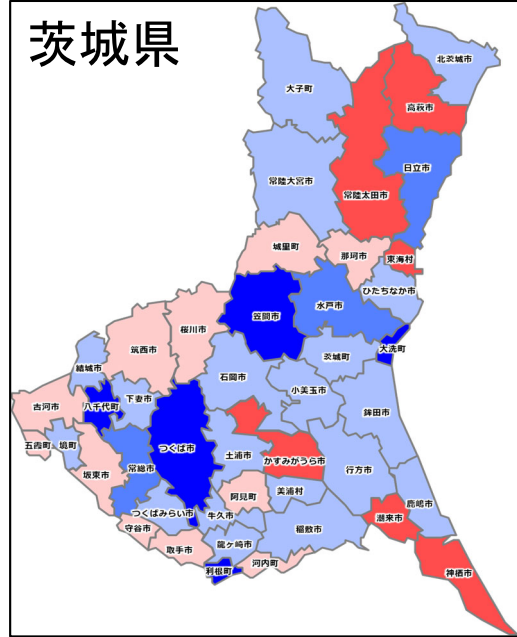 茨城県
北茨城市
大子町
高萩市
日立市
常陸大宮市
常陸太田市
城里町
那珂市
東海村
ひたちなか市
笠間市
水戸市
桜川市
大洗町
筑西市
茨城町
結城市
石岡市
小美玉市
下妻市
八千代町
古河市
鉾田市
五霞町
境町
つくば市
土浦市
かすみがうら市
常総市
行方市
坂東市
阿見町
美浦村
鹿嶋市
つくばみらい市
牛久市
潮来市
守谷市
稲敷市
取手市
龍ヶ崎市
河内町
利根町
神栖市